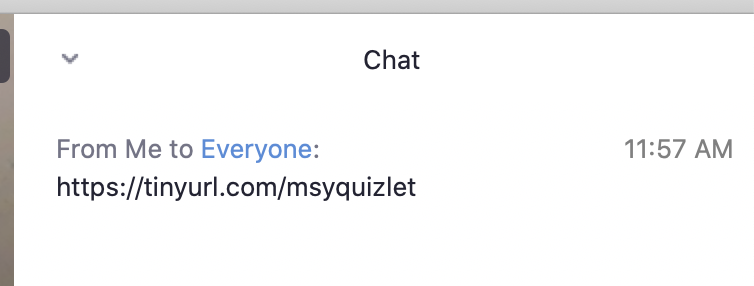 Chat
From Me to Everyone: 11:57 AM
https://tinyurl.com/msyquizlet